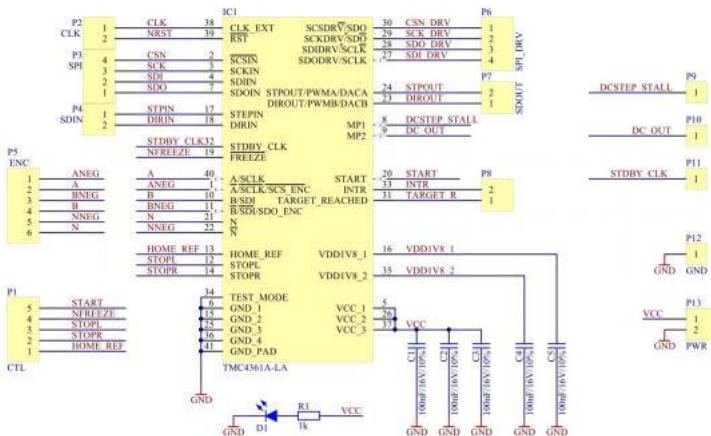 P2
CLK
1
2
CLK
NRST
38
39
P3
SPI
4
3
1
CSN
SCK
SDI
SDO
2
3
4
7
P4
SDIN
1
2
STPIN
DIRIN
17
18
STDBY_CLK 32
NFREEZE 19
P5
ENC
1
2
3
4
5
6
ANEG
A
BNEG
B
NNEG
N
A
ANEG
B
BNEG
N
NNEG
40
1
10
11
21
22
HOME_REF 13
STOPL 12
STOPR 14
P1
CTL
5
4
3
2
1
START
NFREEZE
STOPL
STOPR
HOME_REF
34
6
15
25
36
41
GND
IC1
CLK_EXT
RST
SCSIN
SCKIN
SDIIN
SDOIN
STEPIN
DIRIN
STDBY_CLK
FREEZE
A/SCLK
A/SCLK/SCS_ENC
B/SDI
B/SDI/SDO_ENC
N
N
HOME_REF
STOPL
STOPR
TEST_MODE
GND_1
GND_2
GND_3
GND_4
GND_PAD
SCSDRV/SDO
SCKDRV/SDO
SDIDRV/SCLK
SDODRV/SCLK
STPOUT/PWMA/DACA
DIROUT/PWMB/DACB
MP1
MP2
START
INTR
TARGET_REACHED
VDD1V8_1
VDD1V8_2
VCC_1
VCC_2
VCC_3
TMC4361A-LA
30 CSN_DRV
29 SCK_DRV
28 SDO_DRV
27 SDI_DRV
P6
1
2
3
4
SPI_DRV
24 STPOUT
23 DIROUT
P7
2
1
SDOUT
8 DCSTEP_STALL
9 DC_OUT
20 START
33 INTR
31 TARGET_R
P8
2
1
16 VDD1V8_1
35 VDD1V8_2
5
26
37 VCC
C1
100nF/16V/10%
C2
100nF/16V/10%
C3
100nF/16V/10%
C4
100nF/16V/10%
C5
100nF/16V/10%
GND
GND
GND
GND
GND
GND
D1
R1
1k
VCC
DCSTEP_STALL
P9
1
DC_OUT
P10
1
STDBY_CLK
P11
1
GND
P12
1
GND
VCC
GND
P13
1
2
PWR